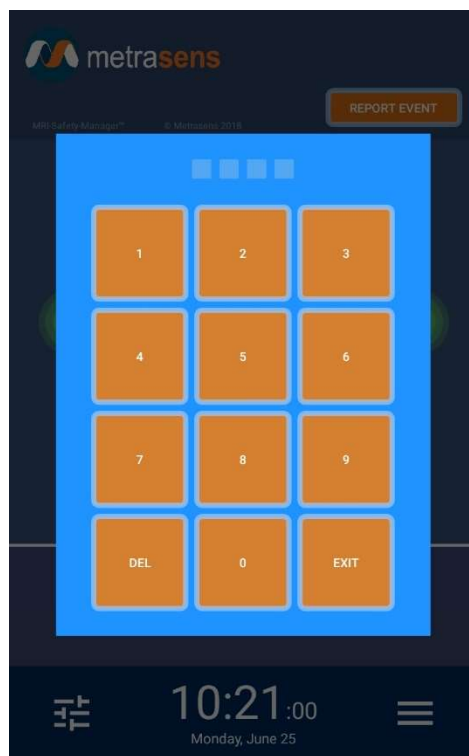 metrasens
REPORT EVENT
MRI-Safety-Manager™ © Metrasens 2018
1 2 3
4 5 6
7 8 9
DEL 0 EXIT
10:21:00
Monday, June 25